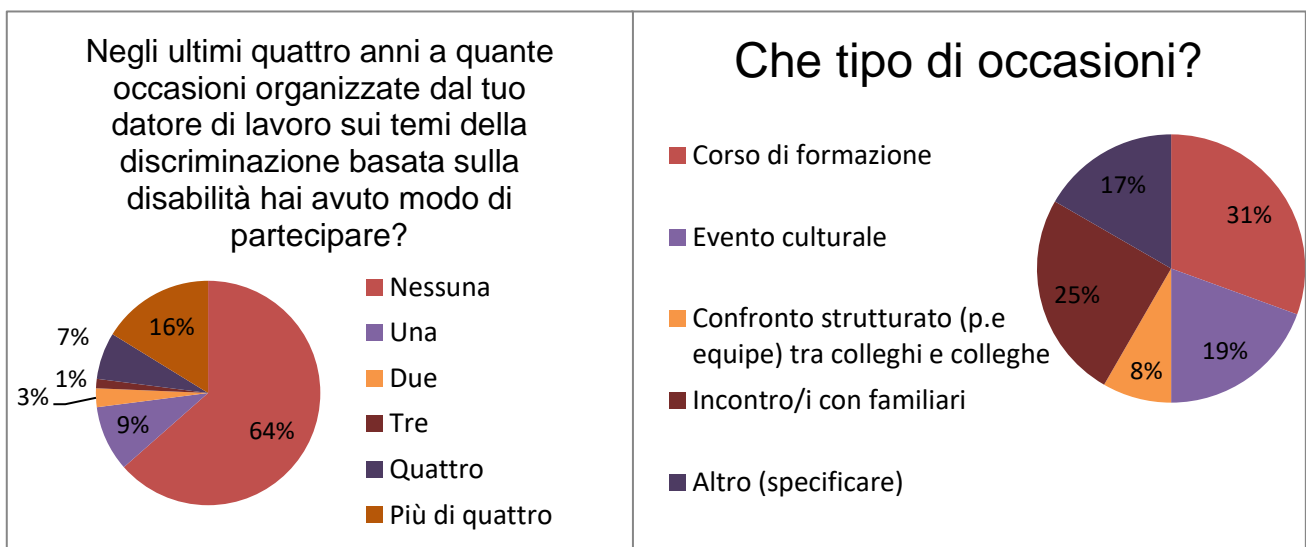 Negli ultimi quattro anni a quante
occasioni organizzate dal tuo
datore di lavoro sui temi della
discriminazione basata sulla
disabilità hai avuto modo di
partecipare?
64%
9%
3%
1%
7%
16%
Nessuna
Una
Due
Tre
Quattro
Più di quattro
Che tipo di occasioni?
Corso di formazione
Evento culturale
Confronto strutturato (p.e
equipe) tra colleghi e colleghe
Incontro/i con familiari
Altro (specificare)
31%
19%
8%
25%
17%